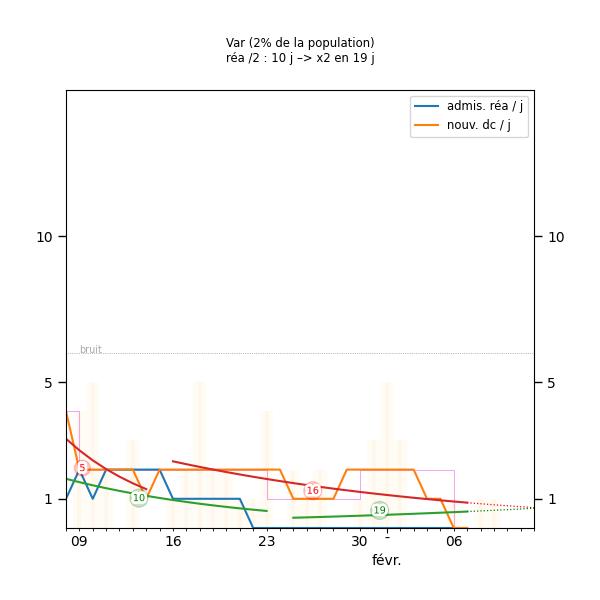 Var (2% de la population)
réa /2 : 10 j –> x2 en 19 j
admis. réa / j
nouv. dc / j
10
10
bruit
5
5
5
16
10
19
1
1
09
16
23
30
-
06
févr.